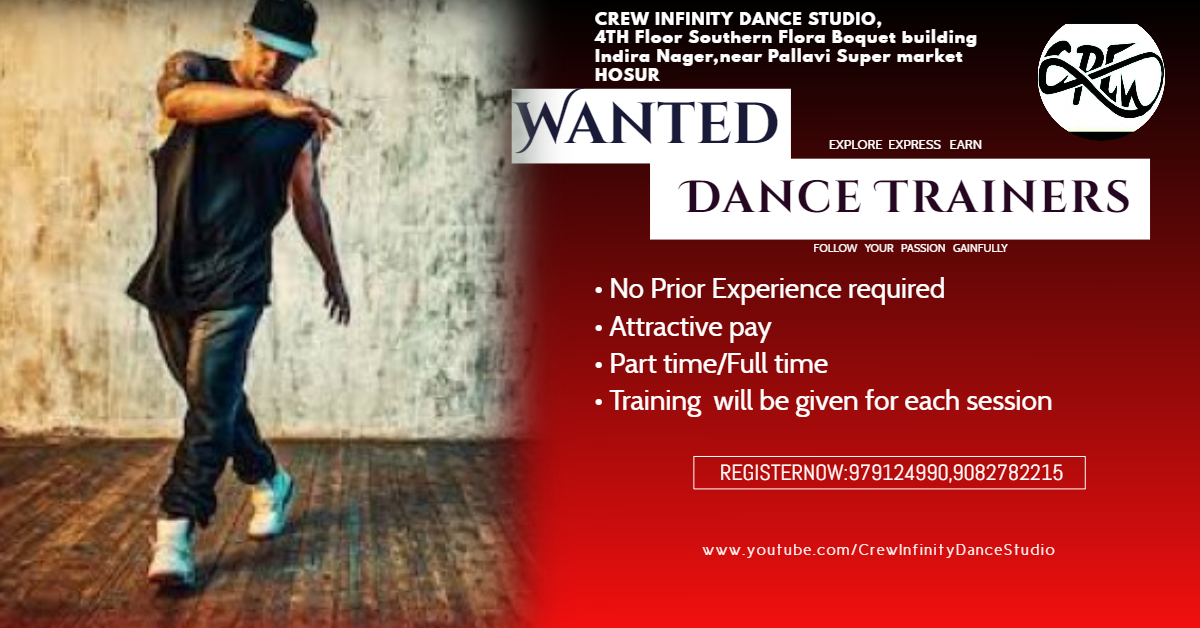 CREW INFINITY DANCE STUDIO,
4TH Floor Southern Flora Boquet building
Indira Nager,near Pallavi Super market
HOSUR
CREW
WANTED
EXPLORE EXPRESS EARN
DANCE TRAINERS
FOLLOW YOUR PASSION GAINFULLY
• No Prior Experience required
• Attractive pay
• Part time/Full time
• Training will be given for each session
REGISTERNOW:979124990,9082782215
www.youtube.com/CrewInfinityDanceStudio